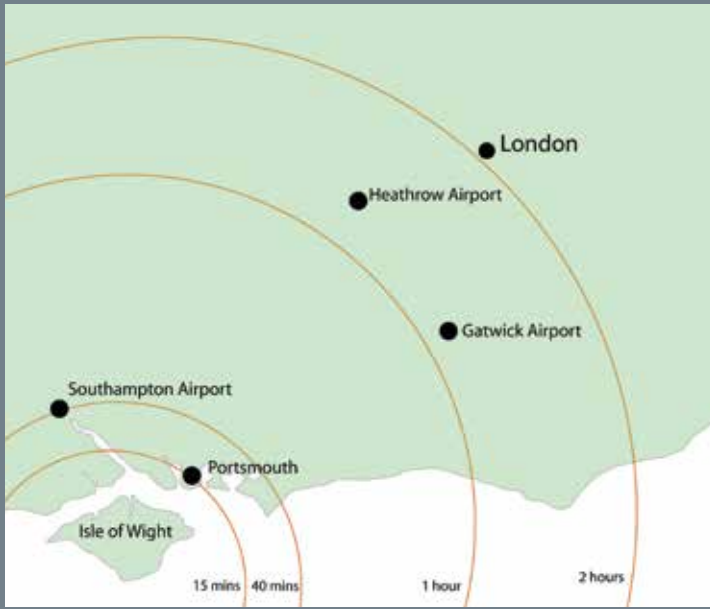 London
Heathrow Airport
Gatwick Airport
Southampton Airport
Portsmouth
Isle of Wight
15 mins
40 mins
1 hour
2 hours